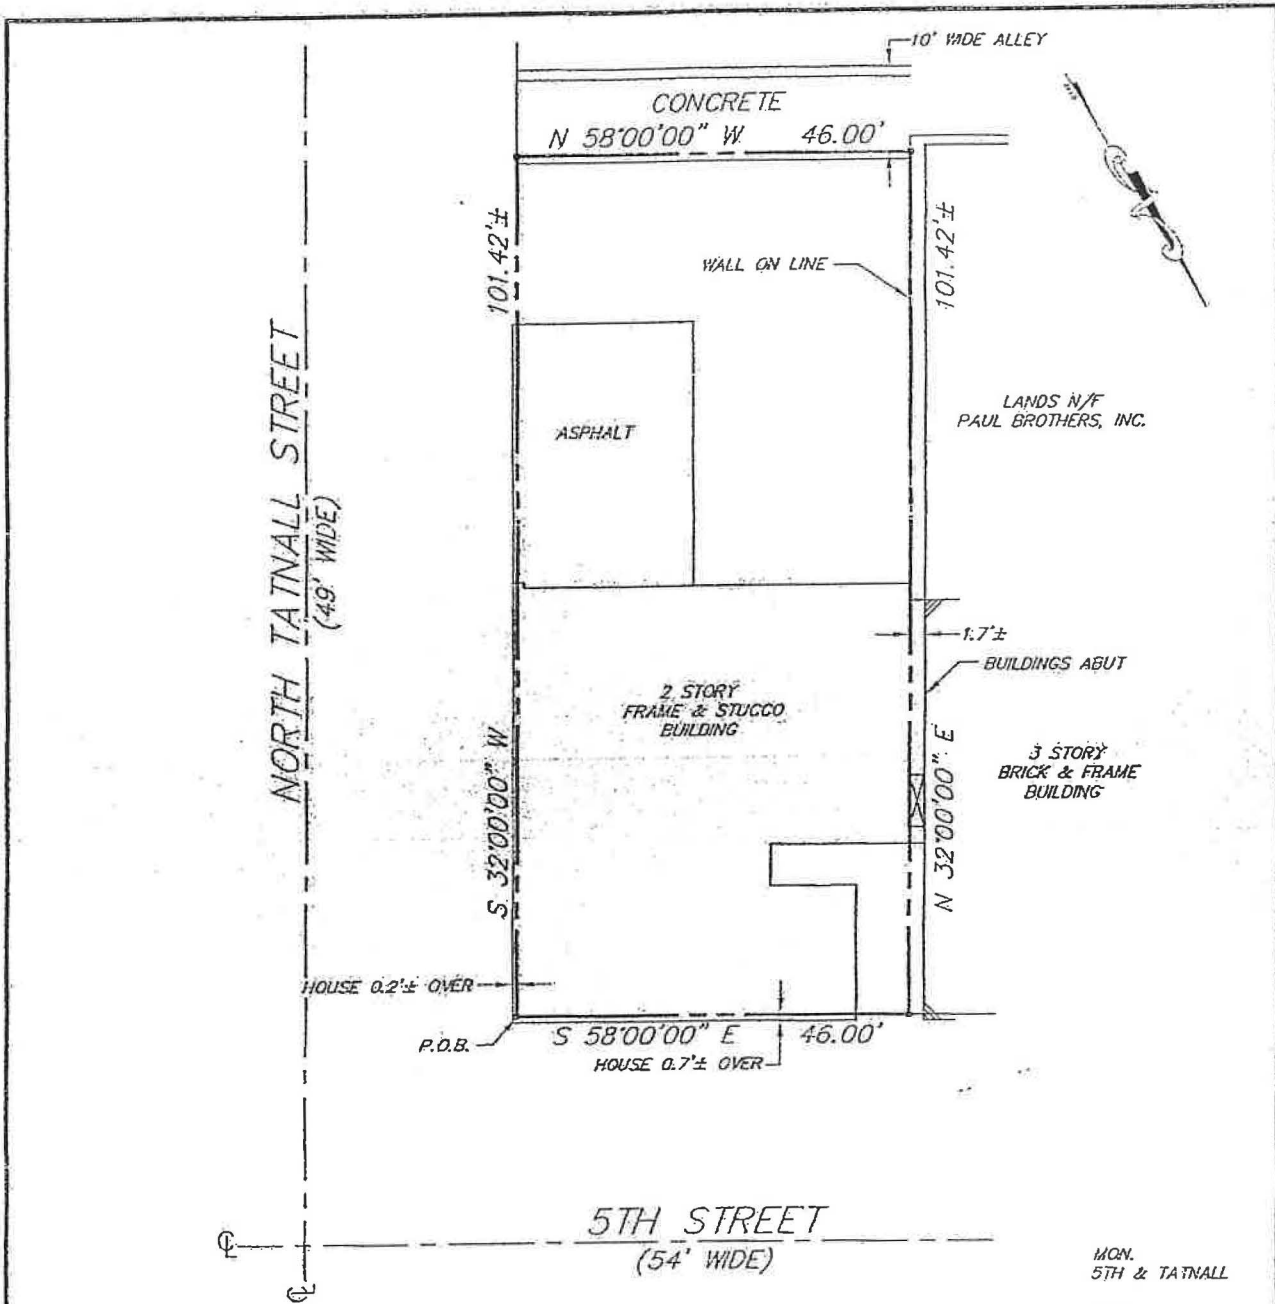 10' WIDE ALLEY
CONCRETE
N 58°00'00" W 46.00'
101.42'±
101.42'±
WALL ON LINE
NORTH TATNALL STREET
(49' WIDE)
ASPHALT
LANDS N/F
PAUL BROTHERS, INC.
1.7'±
BUILDINGS ABUT
2 STORY
FRAME & STUCCO
BUILDING
S 32°00'00" W
N 32°00'00" E
3 STORY
BRICK & FRAME
BUILDING
HOUSE 0.2'± OVER
P.O.B.
S 58°00'00" E 46.00'
HOUSE 0.7'± OVER
5TH STREET
(54' WIDE)
MON.
5TH & TATNALL